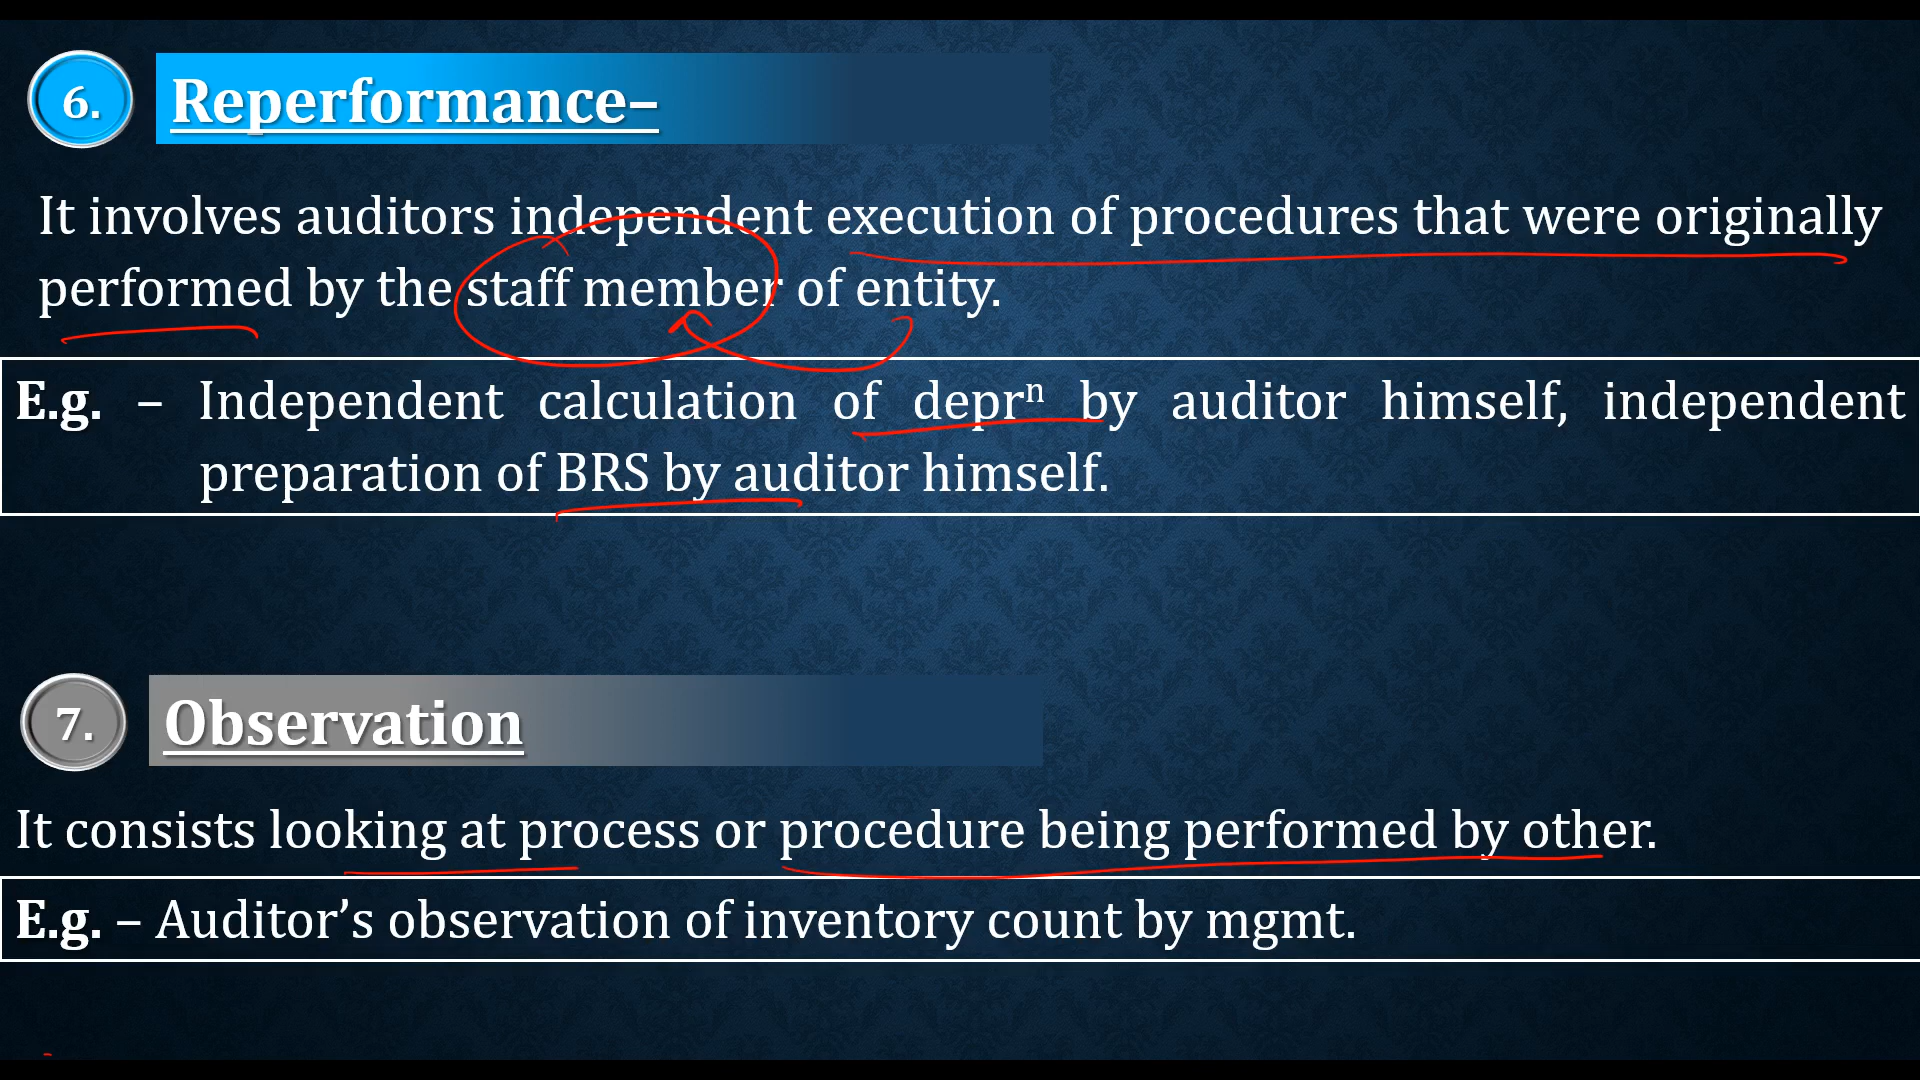 6.
Reperformance–
It involves auditors independent execution of procedures that were originally
performed by the staff member of entity.
E.g. – Independent calculation of deprⁿ by auditor himself, independent
preparation of BRS by auditor himself.
7.
Observation
It consists looking at process or procedure being performed by other.
E.g. – Auditor’s observation of inventory count by mgmt.